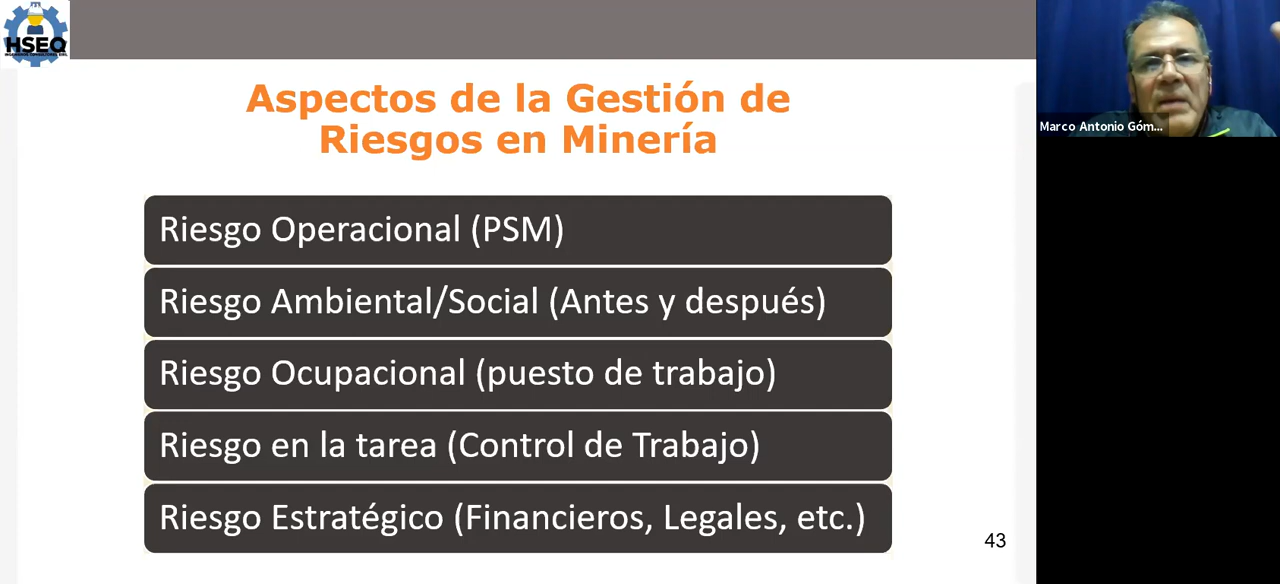 HSEQ
Marco Antonio Góm...
Aspectos de la Gestión de
Riesgos en Minería
Riesgo Operacional (PSM)
Riesgo Ambiental/Social (Antes y después)
Riesgo Ocupacional (puesto de trabajo)
Riesgo en la tarea (Control de Trabajo)
Riesgo Estratégico (Financieros, Legales, etc.)
43